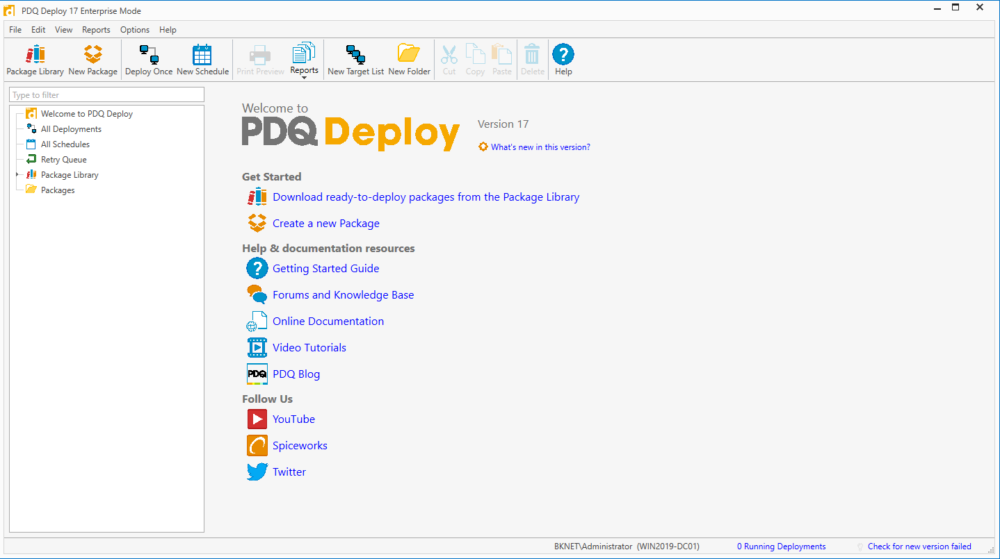 PDQ Deploy 17 Enterprise Mode
File Edit View Reports Options Help
Package Library New Package Deploy Once New Schedule Print Preview Reports New Target List New Folder Cut Copy Paste Delete Help
Type to filter
Welcome to PDQ Deploy
All Deployments
All Schedules
Retry Queue
Package Library
Packages
Welcome to
PDQ Deploy
Version 17
What's new in this version?
Get Started
Download ready-to-deploy packages from the Package Library
Create a new Package
Help & documentation resources
Getting Started Guide
Forums and Knowledge Base
Online Documentation
Video Tutorials
PDQ PDQ Blog
Follow Us
YouTube
Spiceworks
Twitter
BKNET\Administrator (WIN2019-DC01) 0 Running Deployments Check for new version failed